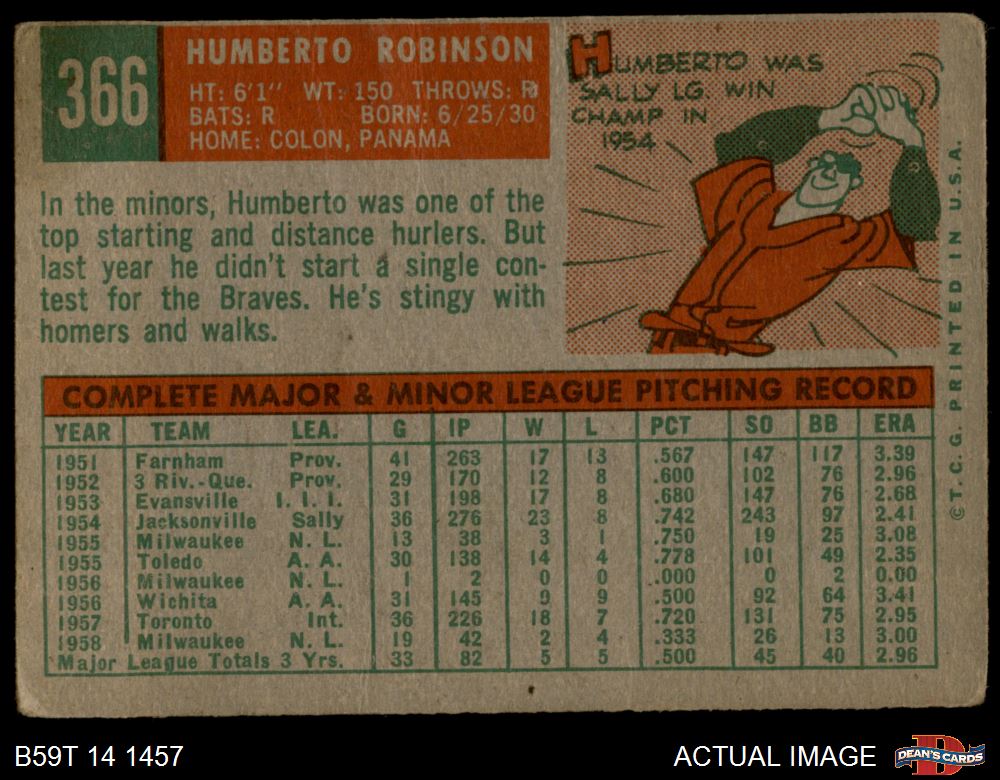 366
HUMBERTO ROBINSON
HT: 6'1" WT: 150 THROWS: R
BATS: R BORN: 6/25/30
HOME: COLON, PANAMA
HUMBERTO WAS
SALLY LG. WIN
CHAMP IN
1954
In the minors, Humberto was one of the
top starting and distance hurlers. But
last year he didn't start a single con-
test for the Braves. He's stingy with
homers and walks.
COMPLETE MAJOR & MINOR LEAGUE PITCHING RECORD
YEAR TEAM LEA. G IP W L PCT SO BB ERA
1951 Farnham Prov. 41 263 17 13 .567 147 117 3.39
1952 3 Riv.-Que. Prov. 29 170 12 8 .600 102 76 2.96
1953 Evansville I. I. I. 31 198 17 8 .680 147 76 2.68
1954 Jacksonville Sally 36 276 23 8 .742 243 97 2.41
1955 Milwaukee N. L. 13 38 3 1 .750 19 25 3.08
1955 Toledo A. A. 30 138 14 4 .778 101 49 2.35
1956 Milwaukee N. L. 1 2 0 0 .000 0 2 0.00
1956 Wichita A. A. 31 145 9 9 .500 92 64 3.41
1957 Toronto Int. 36 226 18 7 .720 131 75 2.95
1958 Milwaukee N. L. 19 42 2 4 .333 26 13 3.00
Major League Totals 3 Yrs. 33 82 5 5 .500 45 40 2.96
© T. C. G. PRINTED IN U.S.A.
B59T 14 1457
ACTUAL IMAGE
DEAN'S CARDS